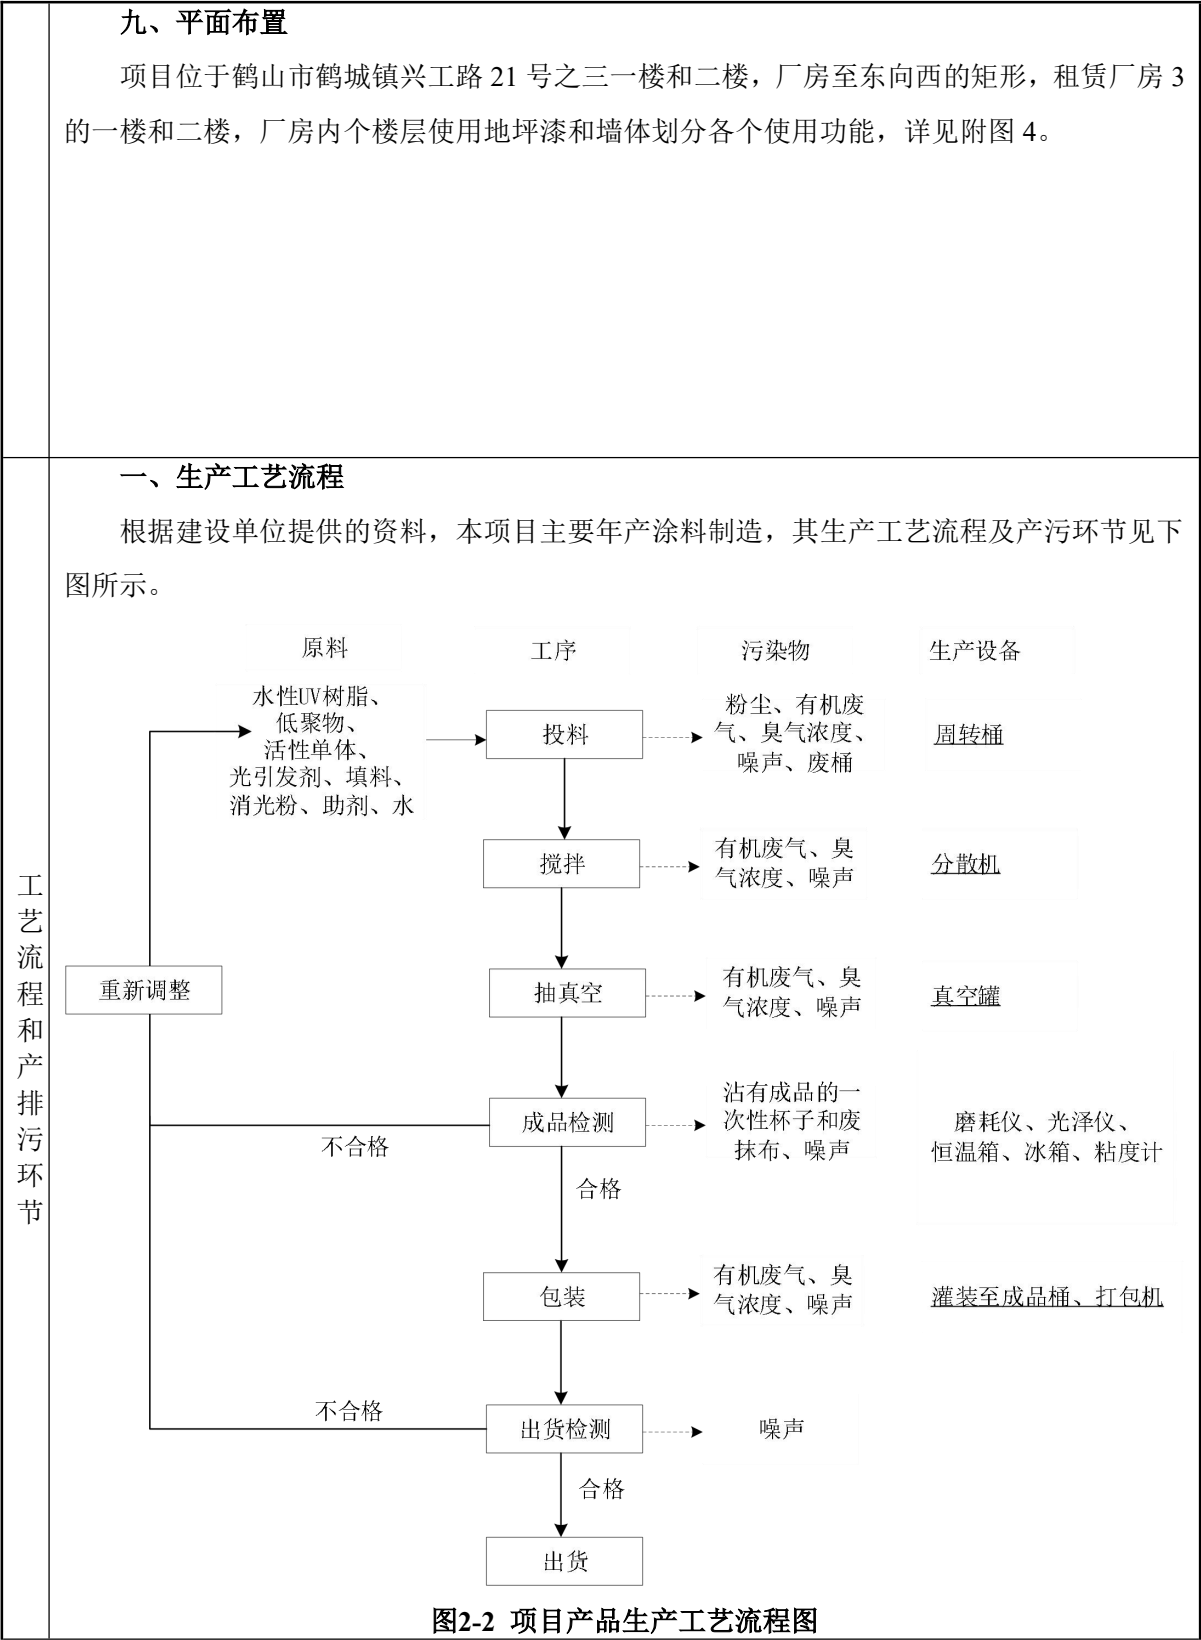 九、平面布置
项目位于鹤山市鹤城镇兴工路 21 号之三一楼和二楼，厂房至东向西的矩形，租赁厂房 3
的一楼和二楼，厂房内个楼层使用地坪漆和墙体划分各个使用功能，详见附图 4。
工艺流程和产排污环节
一、生产工艺流程
根据建设单位提供的资料，本项目主要年产涂料制造，其生产工艺流程及产污环节见下
图所示。
原料
工序
污染物
生产设备
水性UV树脂、
低聚物、
活性单体、
光引发剂、填料、
消光粉、助剂、水
投料
粉尘、有机废
气、臭气浓度、
噪声、废桶
周转桶
搅拌
有机废气、臭
气浓度、噪声
分散机
重新调整
抽真空
有机废气、臭
气浓度、噪声
真空罐
不合格
成品检测
沾有成品的一
次性杯子和废
抹布、噪声
磨耗仪、光泽仪、
恒温箱、冰箱、粘度计
合格
包装
有机废气、臭
气浓度、噪声
灌装至成品桶、打包机
不合格
出货检测
噪声
合格
出货
图2-2 项目产品生产工艺流程图